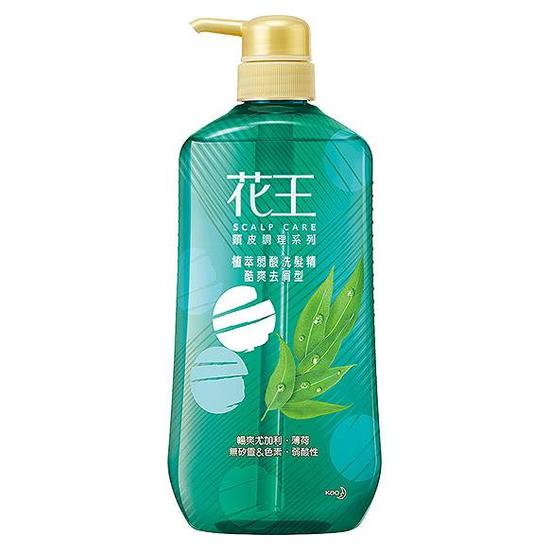 花王
SCALP CARE
頭皮調理系列
植萃弱酸洗髮精
酷爽去屑型
暢爽尤加利・薄荷
無矽靈&色素・弱酸性
KAO